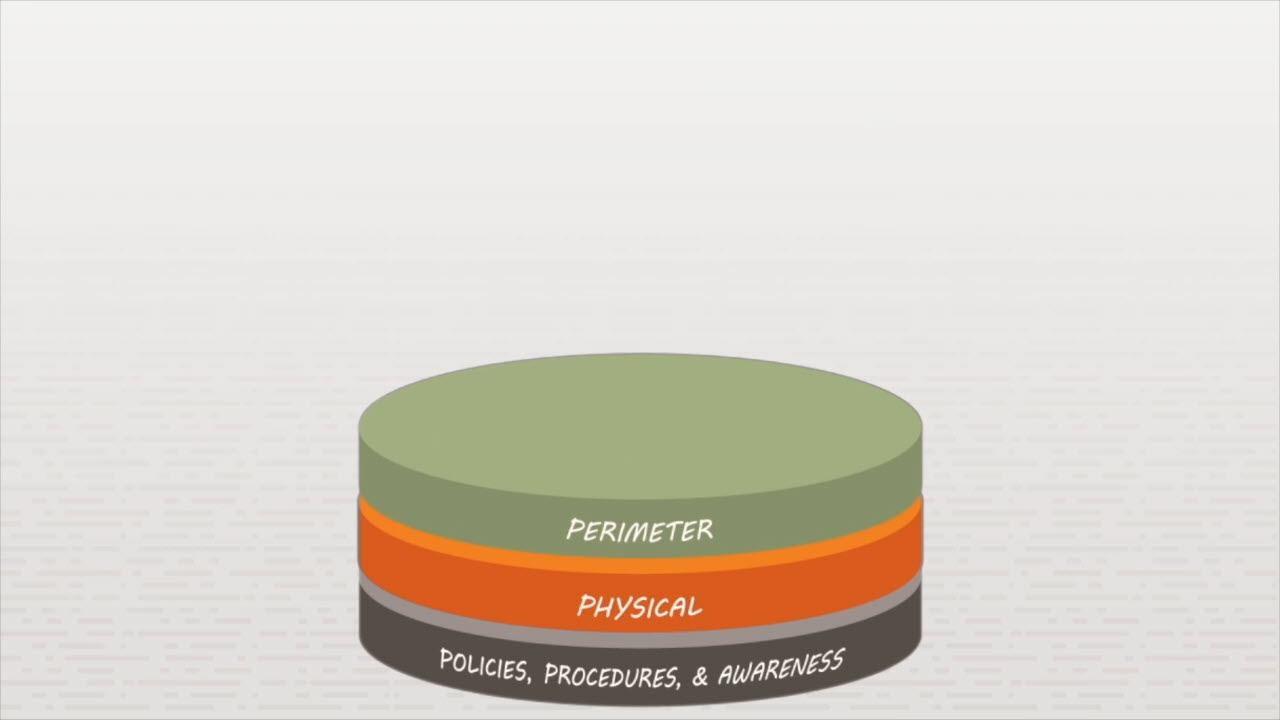 PERIMETER
PHYSICAL
POLICIES, PROCEDURES, & AWARENESS